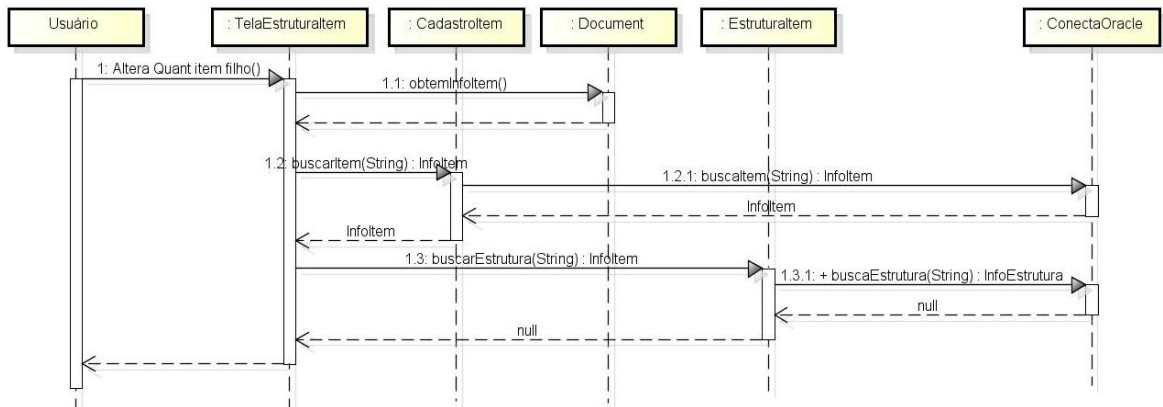 Usuário
: TelaEstruturaItem
: CadastroItem
: Document
: EstruturaItem
: ConectaOracle
1: Altera Quant item filho()
1.1: obtemInfoItem()
1.2: buscarItem(String) : InfoItem
1.2.1: buscaItem(String) : InfoItem
InfoItem
InfoItem
1.3: buscarEstrutura(String) : InfoItem
1.3.1: + buscaEstrutura(String) : InfoEstrutura
null
null